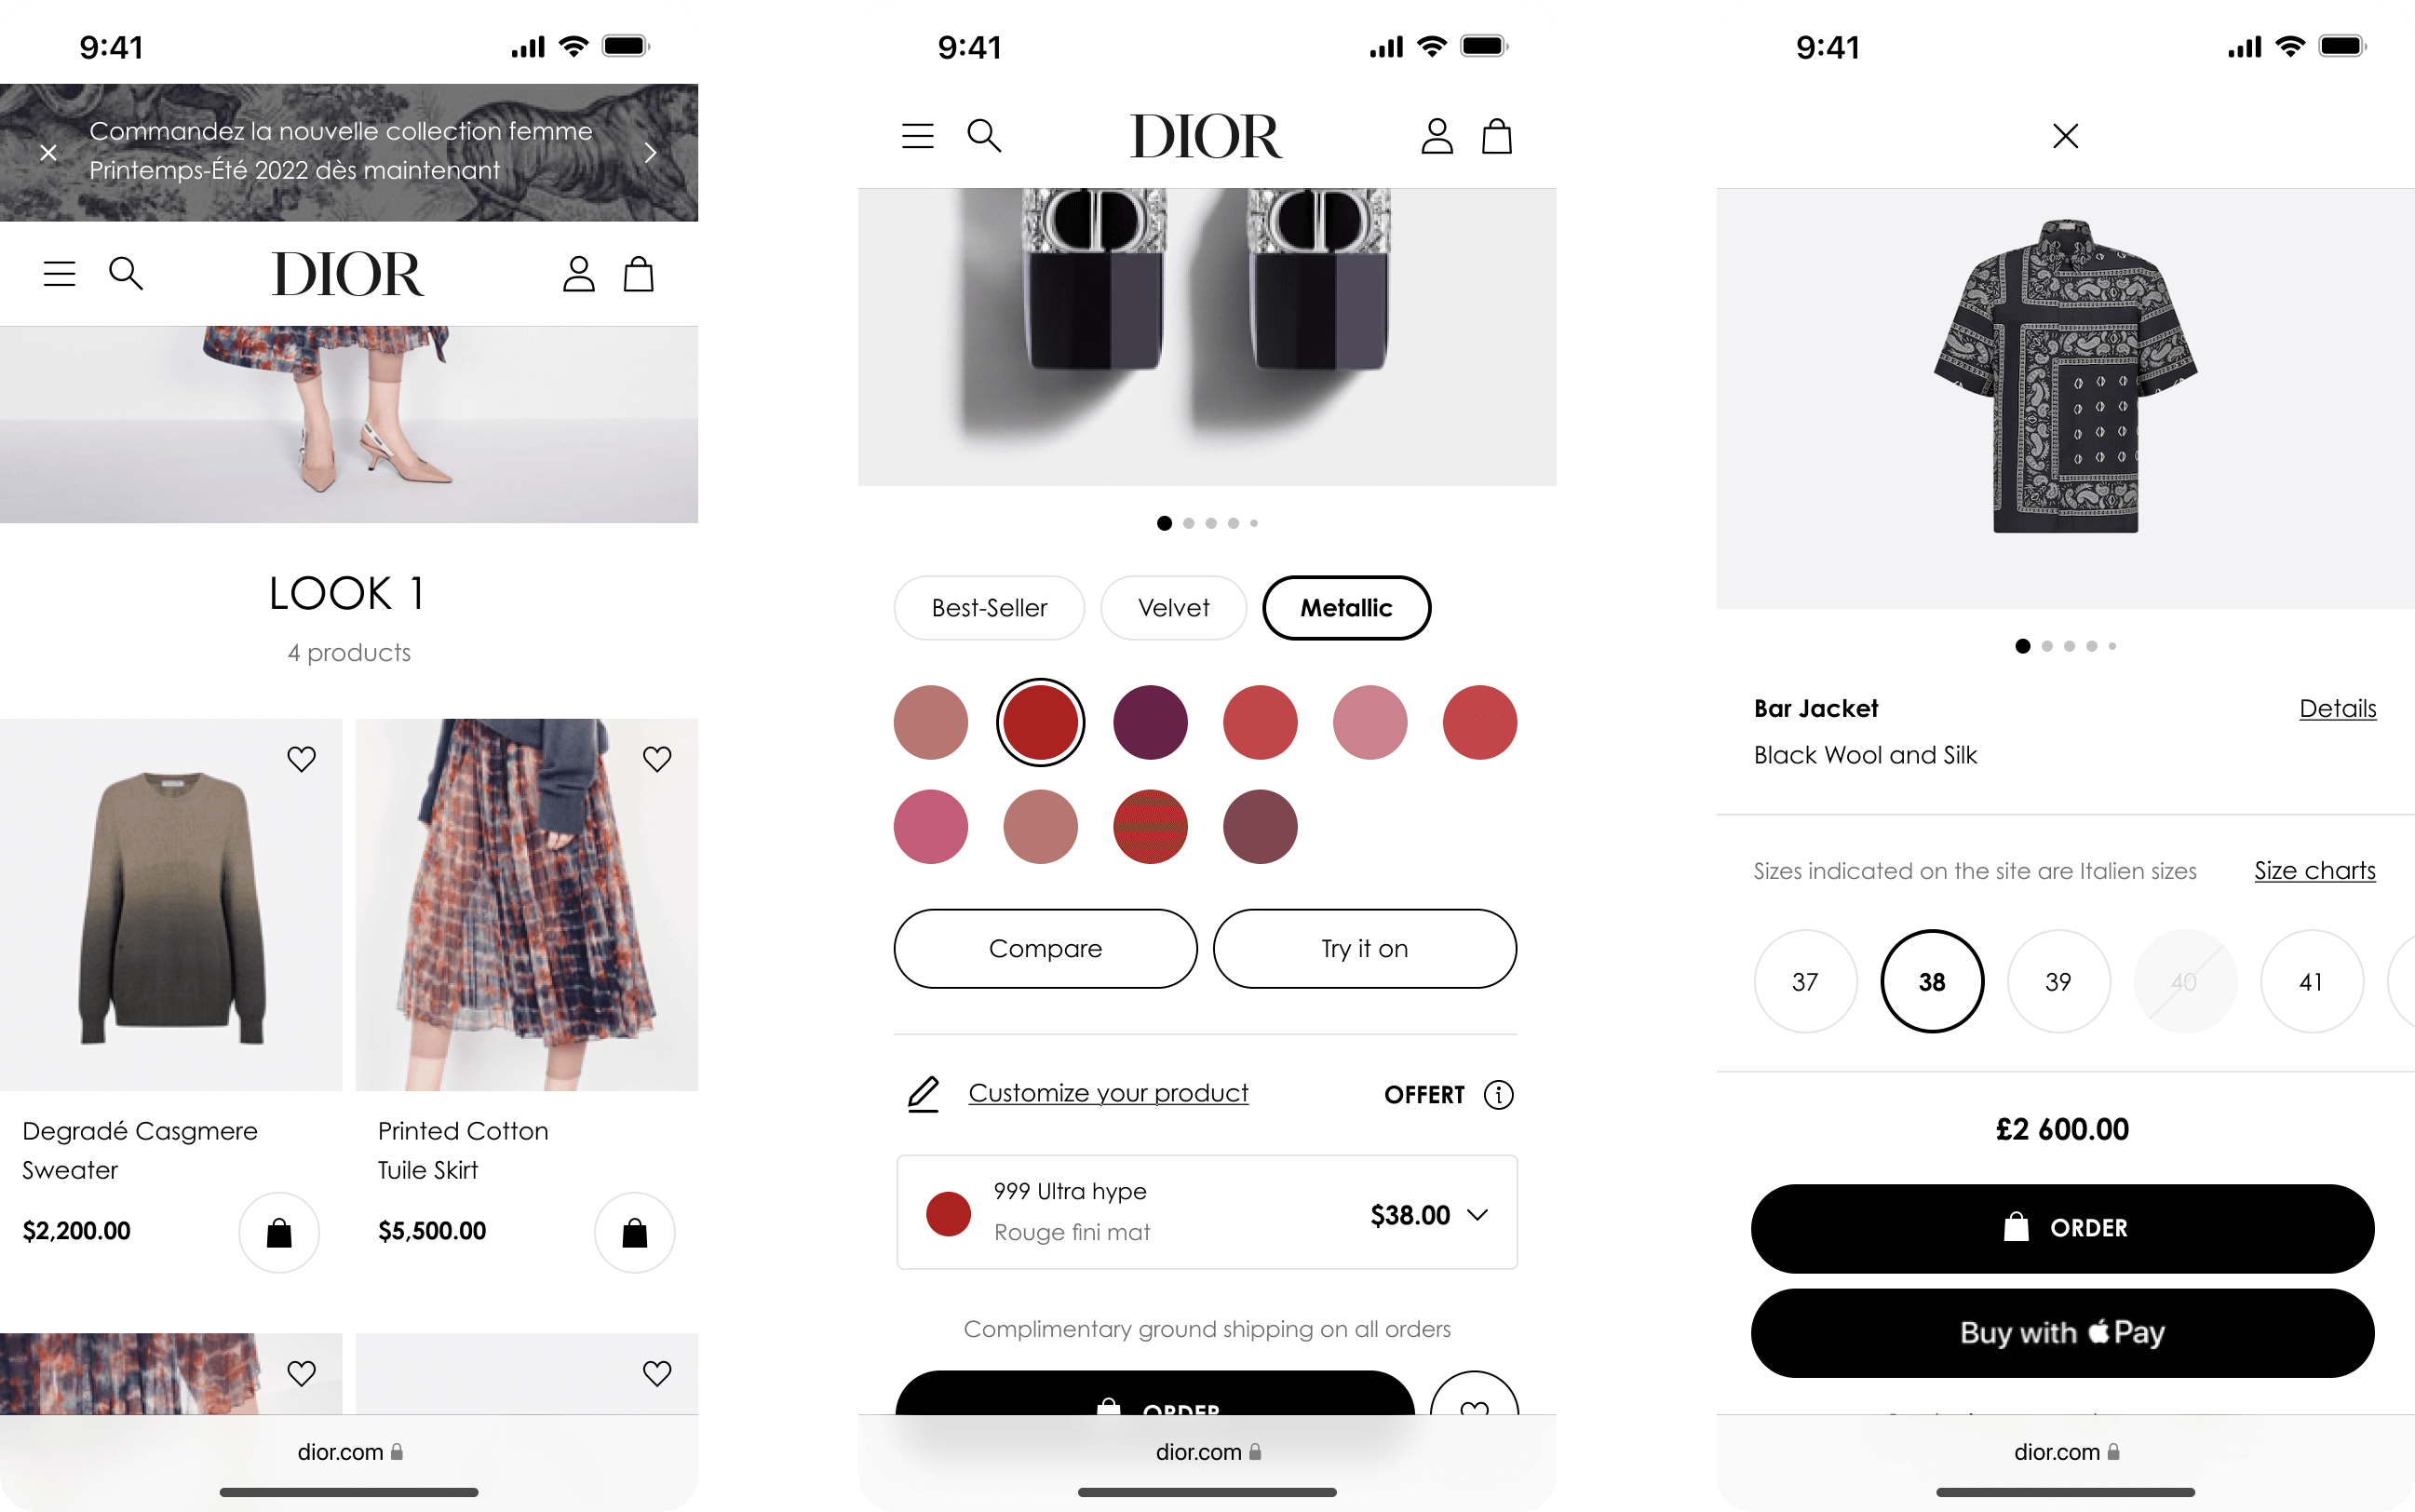 9:41
Commandez la nouvelle collection femme
Printemps-Été 2022 dès maintenant
DIOR
LOOK 1
4 products
Degradé Casgmere
Sweater
$2,200.00
Printed Cotton
Tuile Skirt
$5,500.00
dior.com
9:41
DIOR
Best-Seller
Velvet
Metallic
Compare
Try it on
Customize your product
OFFERT
999 Ultra hype
Rouge fini mat
$38.00
Complimentary ground shipping on all orders
ORDER
dior.com
9:41
Bar Jacket
Details
Black Wool and Silk
Sizes indicated on the site are Italien sizes
Size charts
37
38
39
40
41
£2 600.00
ORDER
Buy with Pay
dior.com